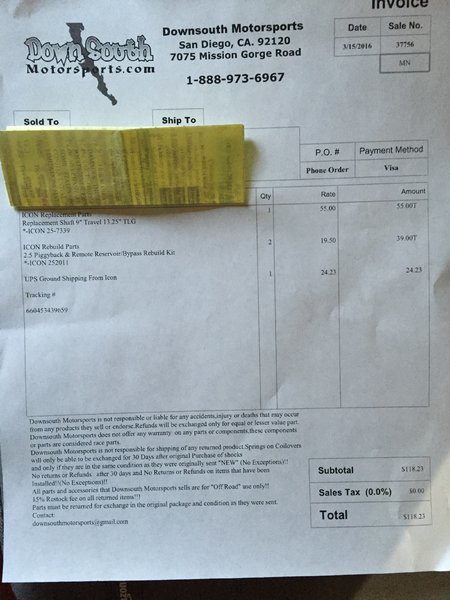 Invoice
Down South
Motorsports.com
Downsouth Motorsports
San Diego, CA. 92120
7075 Mission Gorge Road
1-888-973-6967
Date
Sale No.
3/15/2016
37756
MN
Sold To
Ship To
P.O. #
Payment Method
Phone Order
Visa
Qty
Rate
Amount
ICON Replacement Parts
1
55.00
55.00T
Replacement Shaft 9" Travel 13.25" TLG
*-ICON 25-7339
ICON Rebuild Parts
2
19.50
39.00T
2.5 Piggyback & Remote Reservoir/Bypass Rebuild Kit
*-ICON 252011
UPS Ground Shipping From Icon
1
24.23
24.23
Tracking #
660453439659
Downsouth Motorsports is not responsible or liable for any accidents,injury or deaths that may occur
from any products they sell or endorse.Refunds will be exchanged only for equal or lesser value part.
Downsouth Motorsports does not offer any warranty on any parts or components.these components
or parts are considered race parts.
Downsouth Motorsports is not responsible for shipping of any returned product.Springs on Coilovers
will only be able to be exchanged for 30 Days after original Purchase of shocks
and only if they are in the same condition as they were originally sent "NEW" (No Exceptions)!!
No returns or Refunds after 30 days and No Returns or Refunds on items that have been
Installed!!(No Exceptions)!!
All parts and accessories that Downsouth Motorsports sells are for "Off Road" use only!!
15% Restock fee on all returned items!!!
Parts must be returned for exchange in the original package and condition as they were sent.
Contact:
downsouthmotorsports@gmail.com
Subtotal
$118.23
Sales Tax (0.0%)
$0.00
Total
$118.23